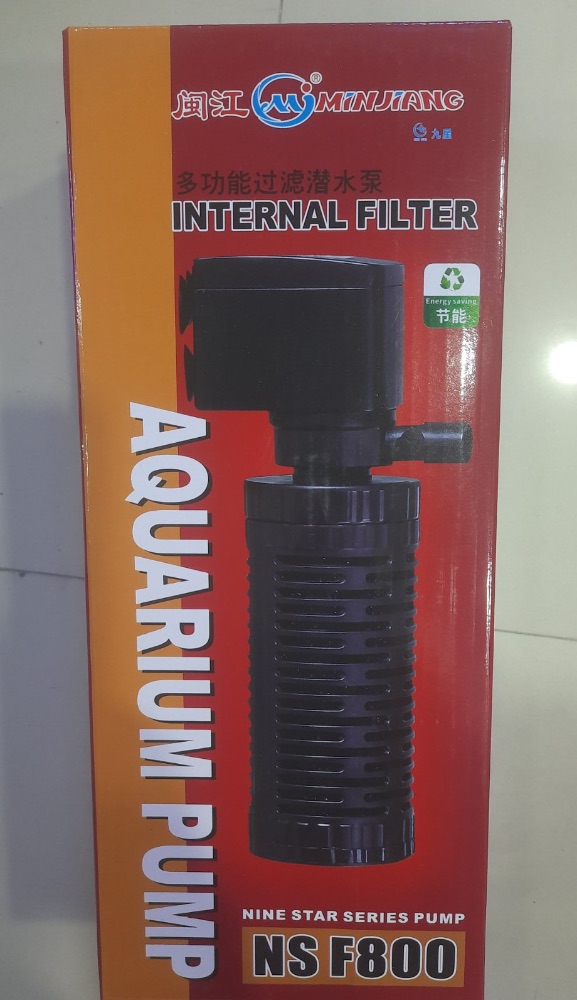 闽江 ® MINJIANG
九星
多功能过滤潜水泵
INTERNAL FILTER
Energy saving
节能
AQUARIUM PUMP
NINE STAR SERIES PUMP
NS F800